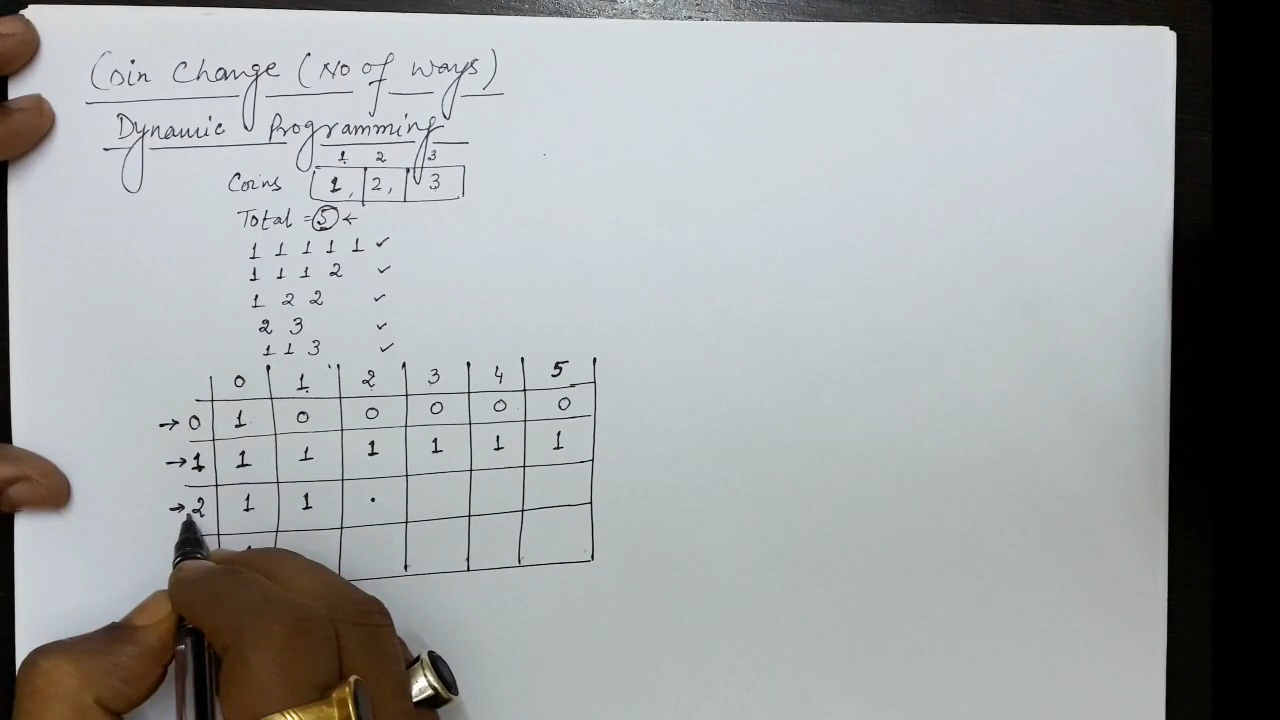 Coin Change (No of ways)
Dynamic Programming
1 2 3
Coins 1, 2, 3
Total = 5 ←
1 1 1 1 1 ✓
1 1 1 2 ✓
1 2 2 ✓
2 3 ✓
1 1 3 ✓
0 1 2 3 4 5
→ 0 1 0 0 0 0 0
→ 1 1 1 1 1 1 1
→ 2 1 1 .